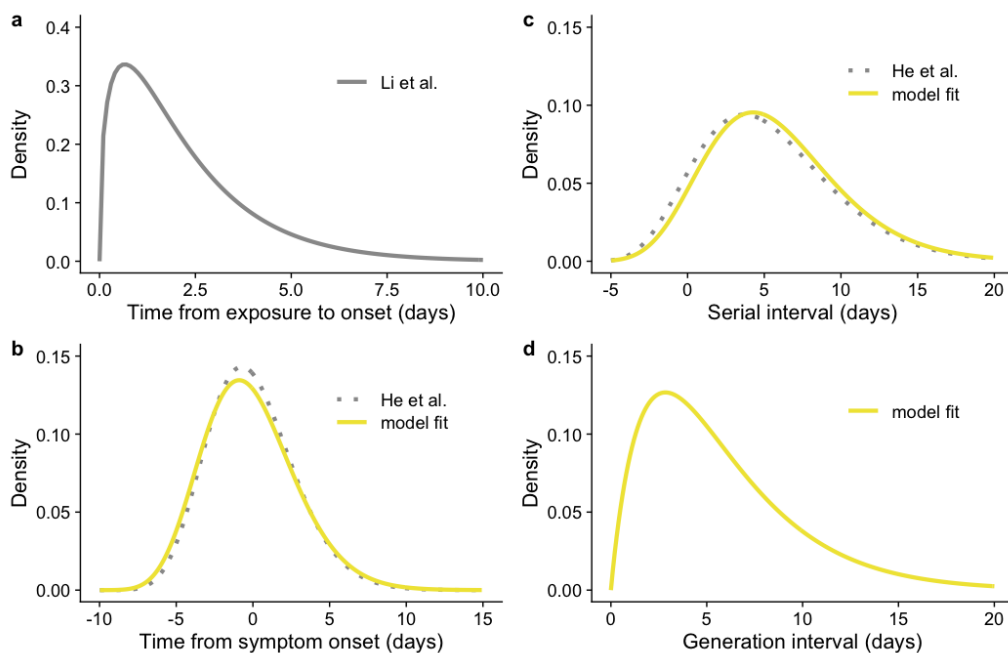 a
0.4
0.3
0.2
0.1
0.0
Density
Li et al.
0.0 2.5 5.0 7.5 10.0
Time from exposure to onset (days)
c
0.15
0.10
0.05
0.00
Density
He et al.
model fit
-5 0 5 10 15 20
Serial interval (days)
b
0.15
0.10
0.05
0.00
Density
He et al.
model fit
-10 -5 0 5 10 15
Time from symptom onset (days)
d
0.15
0.10
0.05
0.00
Density
model fit
0 5 10 15 20
Generation interval (days)